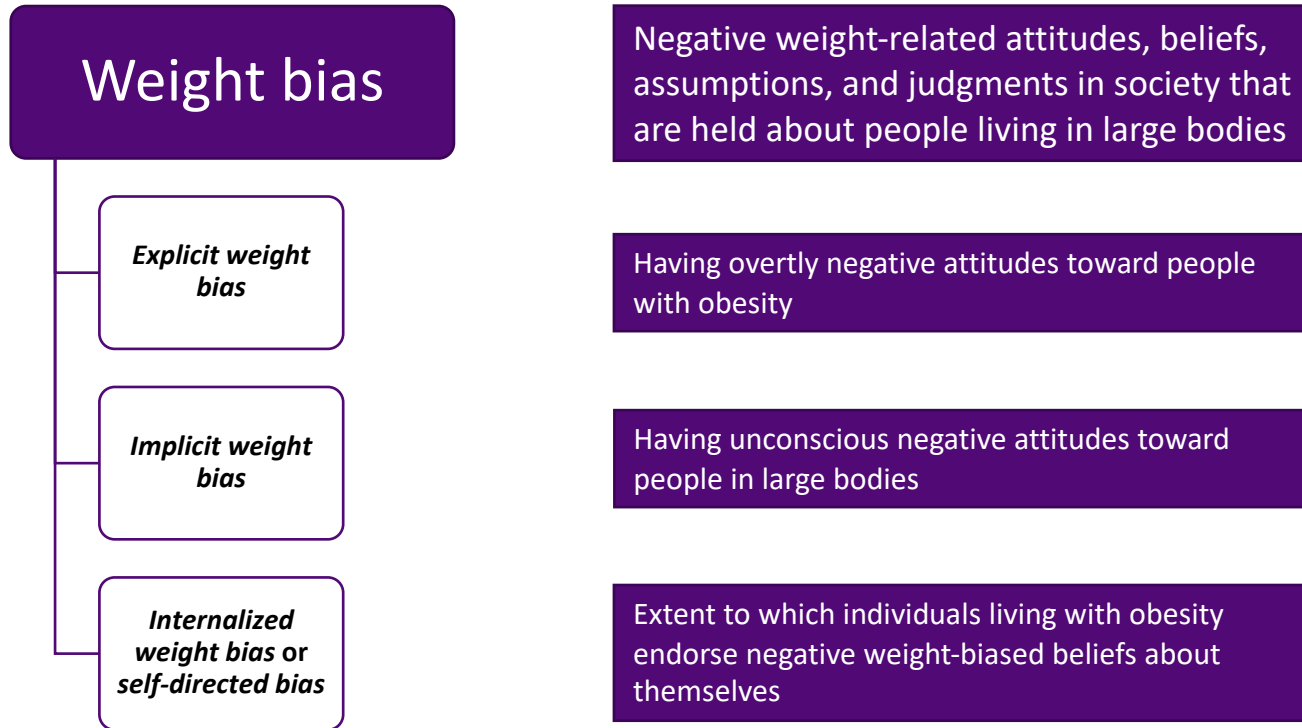 Weight bias
Negative weight-related attitudes, beliefs,
assumptions, and judgments in society that
are held about people living in large bodies
Explicit weight
bias
Having overtly negative attitudes toward people
with obesity
Implicit weight
bias
Having unconscious negative attitudes toward
people in large bodies
Internalized
weight bias or
self-directed bias
Extent to which individuals living with obesity
endorse negative weight-biased beliefs about
themselves